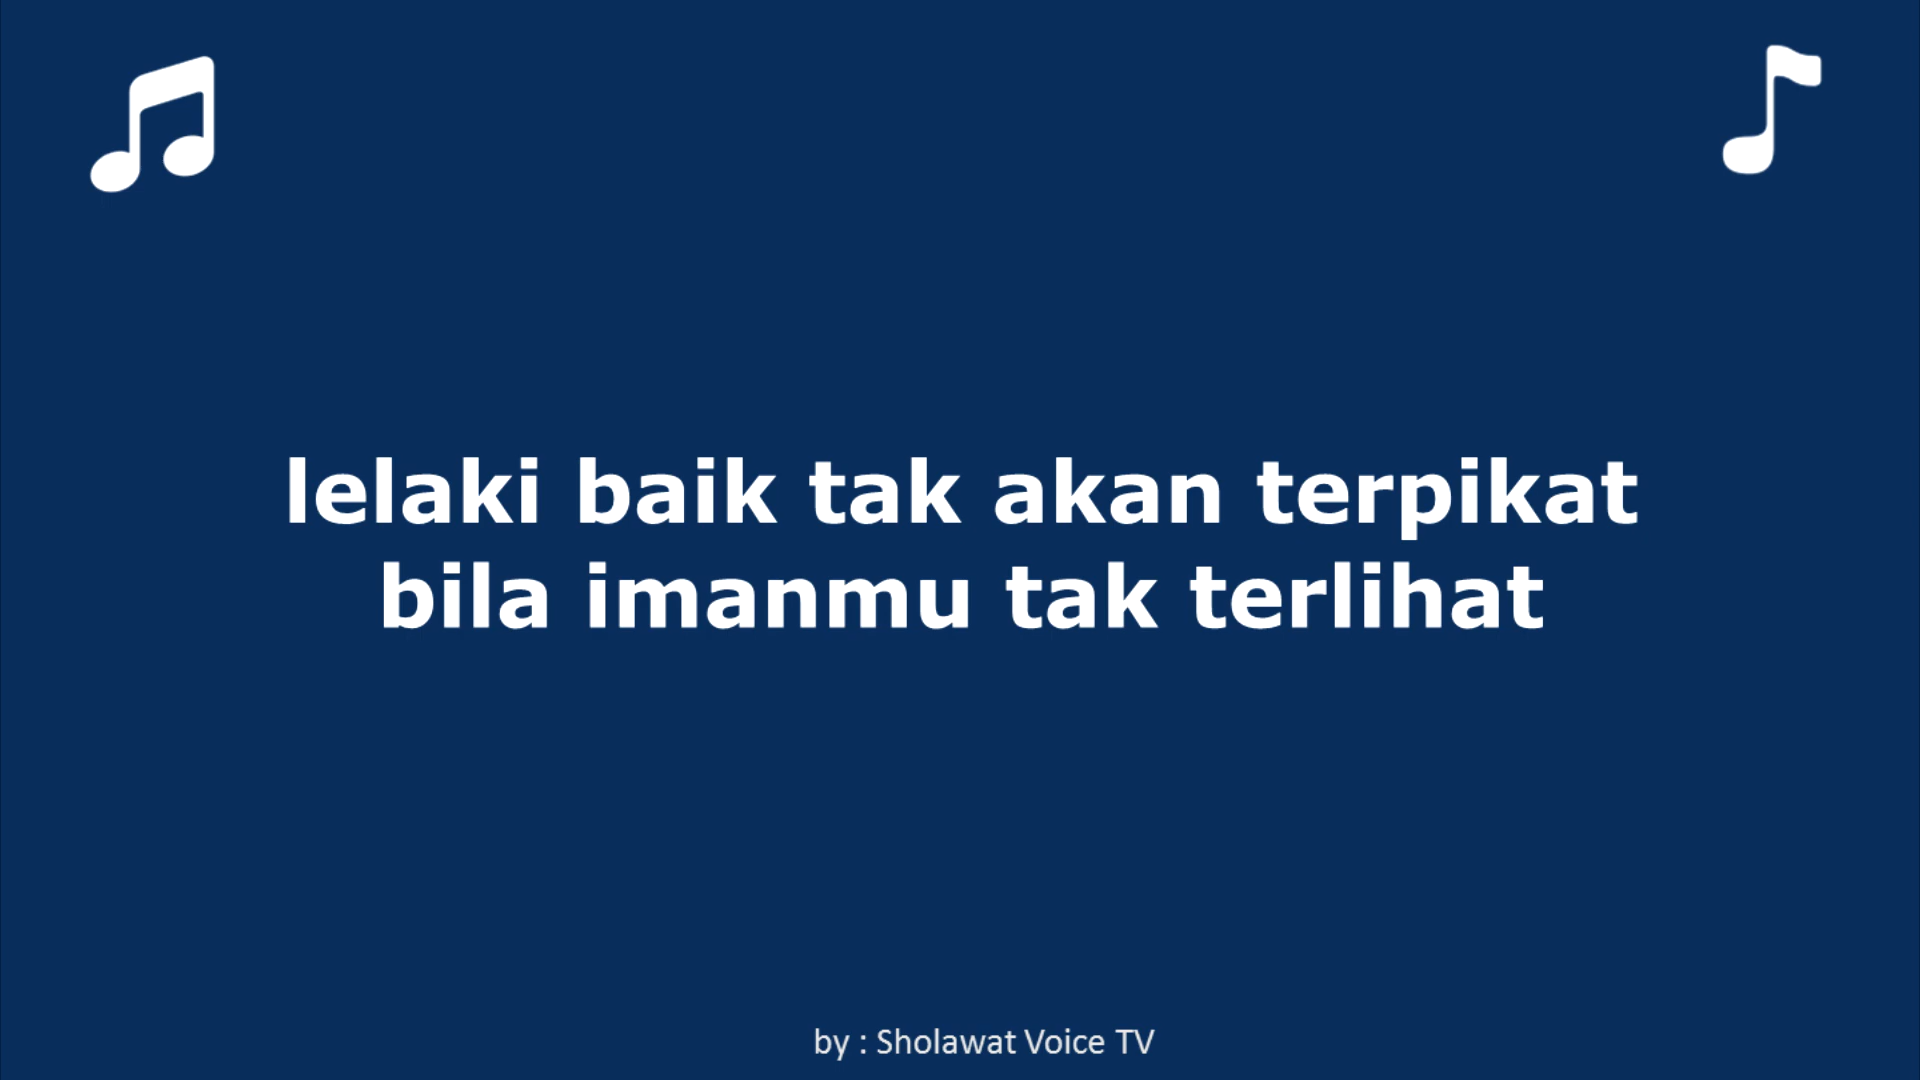 lelaki baik tak akan terpikat
bila imanmu tak terlihat
by : Sholawat Voice TV